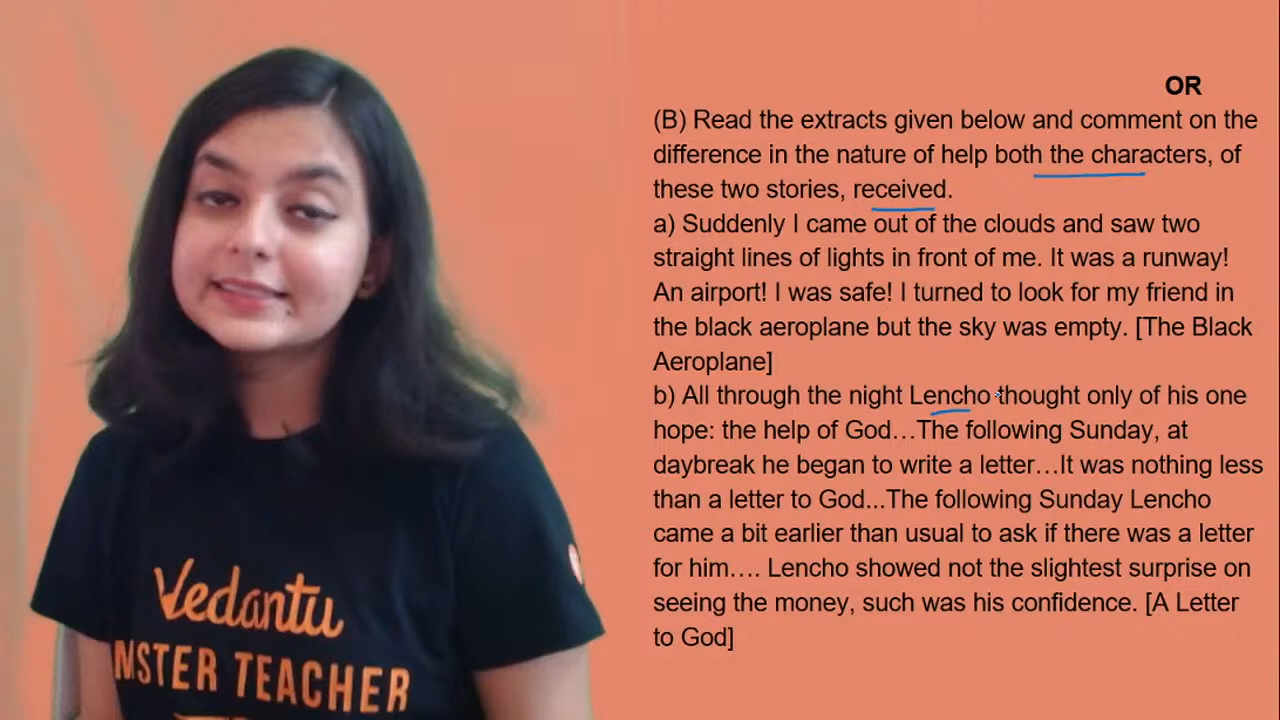 OR
(B) Read the extracts given below and comment on the
difference in the nature of help both the characters, of
these two stories, received.
a) Suddenly I came out of the clouds and saw two
straight lines of lights in front of me. It was a runway!
An airport! I was safe! I turned to look for my friend in
the black aeroplane but the sky was empty. [The Black
Aeroplane]
b) All through the night Lencho thought only of his one
hope: the help of God…The following Sunday, at
daybreak he began to write a letter…It was nothing less
than a letter to God...The following Sunday Lencho
came a bit earlier than usual to ask if there was a letter
for him…. Lencho showed not the slightest surprise on
seeing the money, such was his confidence. [A Letter
to God]
Vedantu
MSTER TEACHER